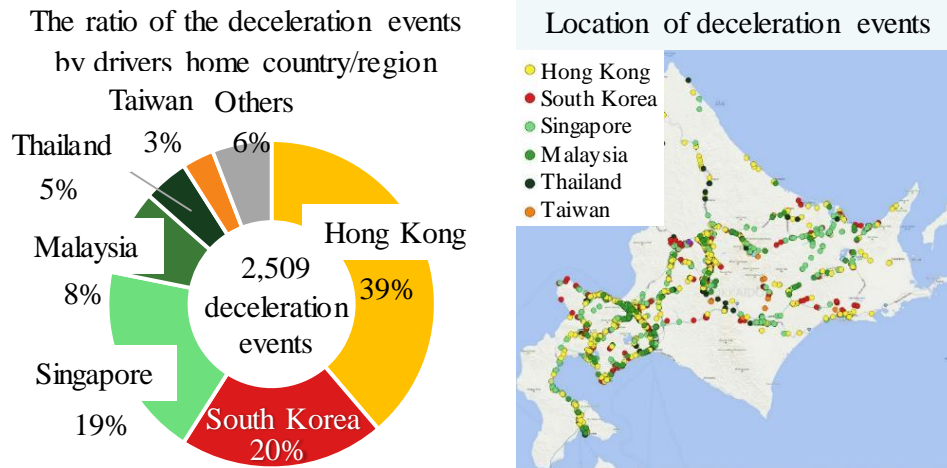 The ratio of the deceleration events
by drivers home country/region
Taiwan
3%
Others
6%
Thailand
5%
Malaysia
8%
Singapore
19%
South Korea
20%
Hong Kong
39%
2,509
deceleration
events
Location of deceleration events
Hong Kong
South Korea
Singapore
Malaysia
Thailand
Taiwan